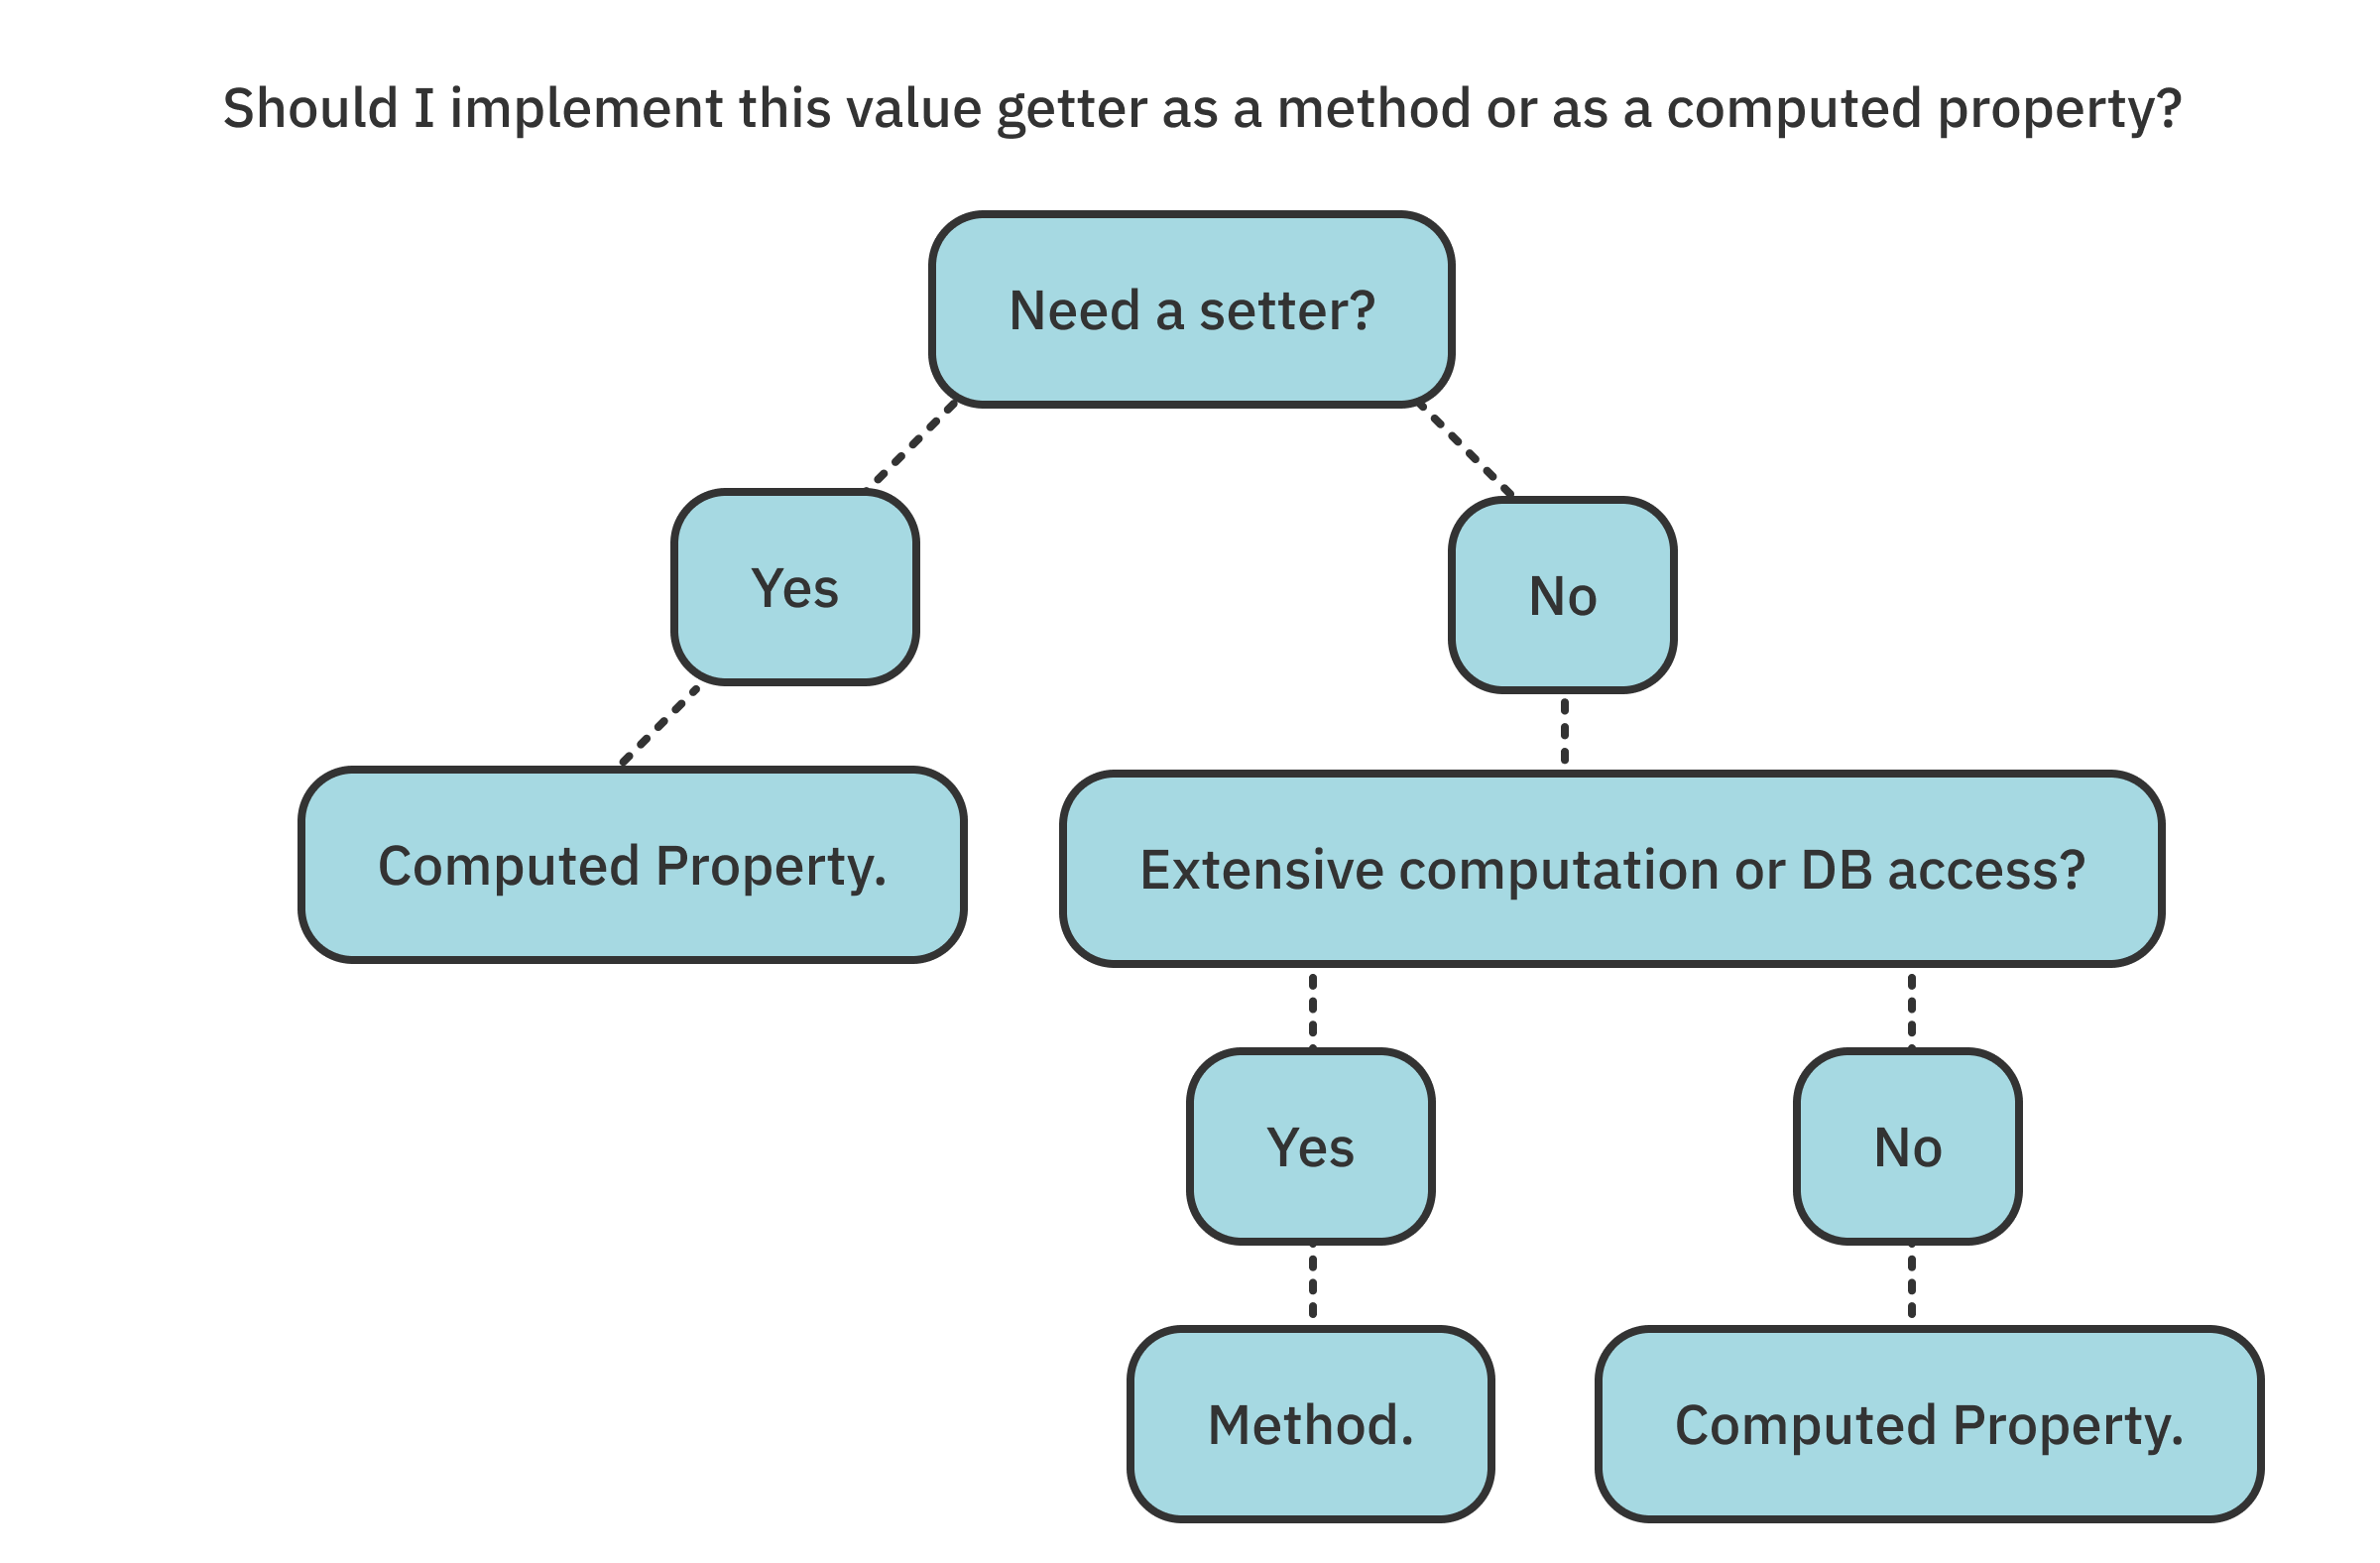 Should I implement this value getter as a method or as a computed property?
Need a setter?
Yes
No
Computed Property.
Extensive computation or DB access?
Yes
No
Method.
Computed Property.